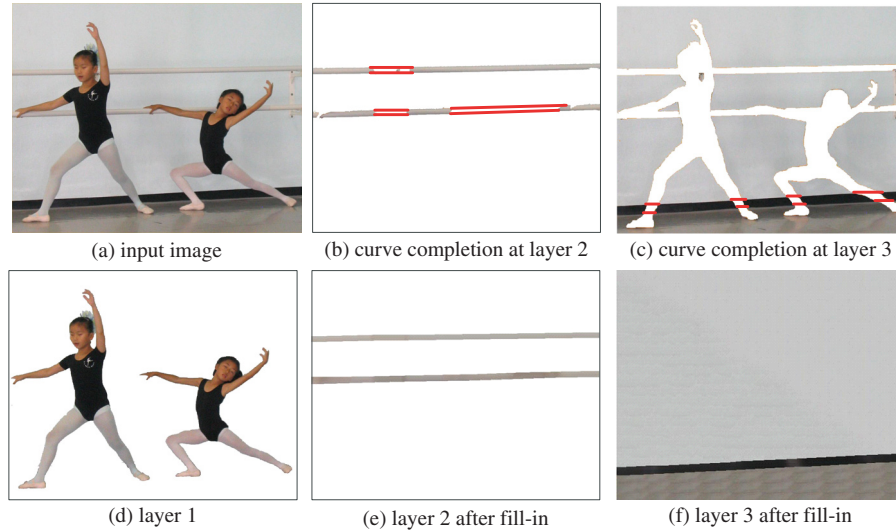 (a) input image
(b) curve completion at layer 2
(c) curve completion at layer 3
(d) layer 1
(e) layer 2 after fill-in
(f) layer 3 after fill-in